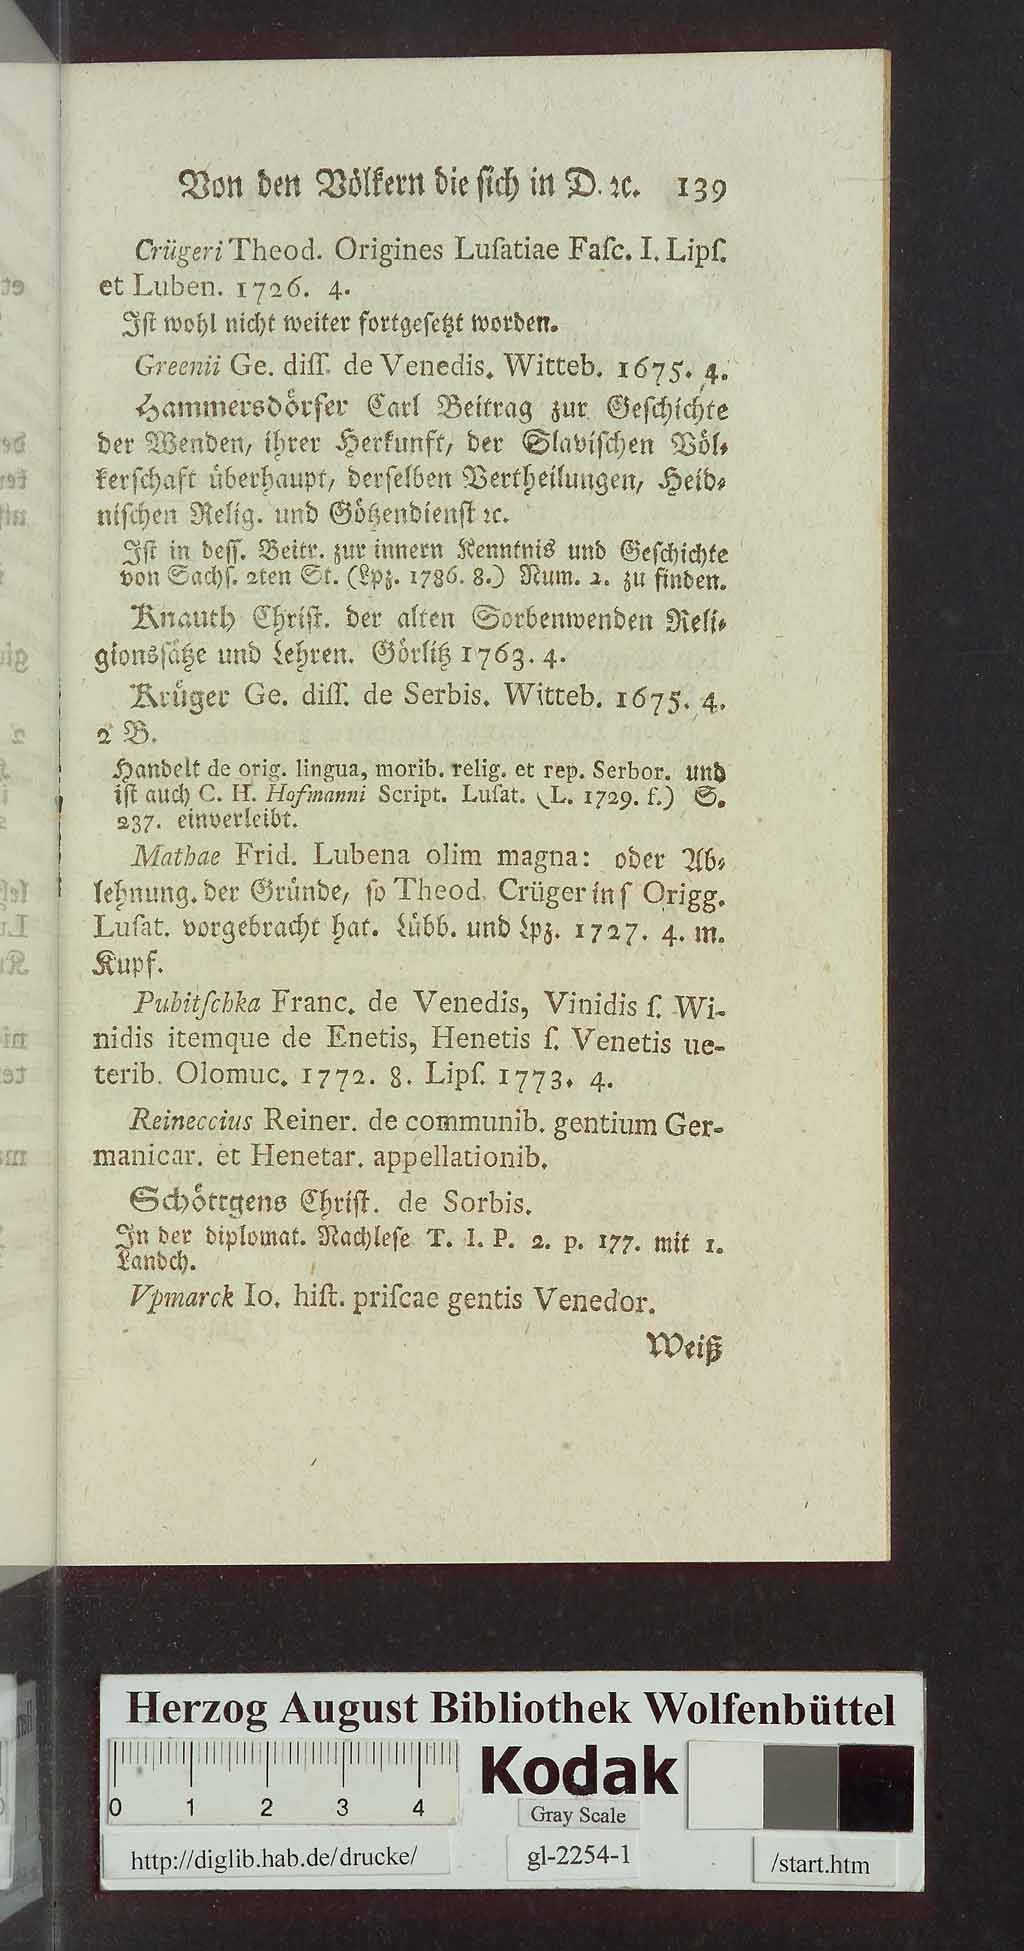 Von den Völkern die sich in D. ꝛc. 139
Crügeri Theod. Origines Luſatiae Faſc. I. Lipſ.
et Luben. 1726. 4.
Iſt wohl nicht weiter fortgeſetzt worden.
Greenii Ge. diſſ. de Venedis. Witteb. 1675. 4.
Hammersdörfer Carl Beitrag zur Geſchichte
der Wenden, ihrer Herkunft, der Slaviſchen Völ-
kerſchaft überhaupt, derſelben Vertheilungen, Heid-
niſchen Relig. und Götzendienſt ꝛc.
Iſt in deſſ. Beitr. zur innern Kenntnis und Geſchichte
von Sachſ. 2ten St. (Lpz. 1786. 8.) Num. 2. zu finden.
Knauth Chriſt. der alten Sorbenwenden Reli-
gionsſätze und Lehren. Görlitz 1763. 4.
Krüger Ge. diſſ. de Serbis. Witteb. 1675. 4.
2 B.
Handelt de orig. lingua, morib. relig. et rep. Serbor. und
iſt auch C. H. Hofmanni Script. Luſat. (L. 1729. f.) S.
237. einverleibt.
Mathae Frid. Lubena olim magna: oder Ab-
lehnung. der Gründe, ſo Theod. Crüger inſ Origg.
Luſat. vorgebracht hat. Lübb. und Lpz. 1727. 4. m.
Kupf.
Pubitſchka Franc. de Venedis, Vinidis ſ. Wi-
nidis itemque de Enetis, Henetis ſ. Venetis ue-
terib. Olomuc. 1772. 8. Lipſ. 1773. 4.
Reineccius Reiner. de communib. gentium Ger-
manicar. et Henetar. appellationib.
Schöttgens Chriſt. de Sorbis.
In der diplomat. Nachleſe T. I. P. 2. p. 177. mit 1.
Landch.
Vpmarck Io. hiſt. priſcae gentis Venedor.
Weiß
Herzog August Bibliothek Wolfenbüttel
0 1 2 3 4
Kodak
Gray Scale
http://diglib.hab.de/drucke/
gl-2254-1
/start.htm